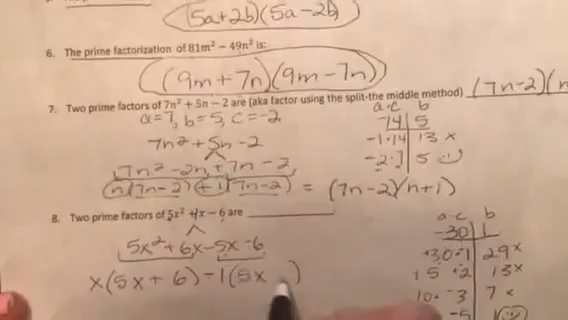 (5a+2b)(5a-2b)
6. The prime factorization of 81m² – 49n² is:
(9m+7n)(9m-7n)
7. Two prime factors of 7n² + 5n – 2 are (aka factor using the split-the middle method) (7n-2)(n
a=7, b=5, c=-2
a·c b
-14 5
7n²+5n-2
-1·14 13 x
7n²-2n+7n-2
-2·7 5
n(7n-2)+1(7n-2) = (7n-2)(n+1)
8. Two prime factors of 5x² +x – 6 are
a·c b
-30 1
5x²+6x-5x-6
+30·-1 29x
x(5x+6)-1(5x )
+15·-2 13x
10·-3 7x
-5 1